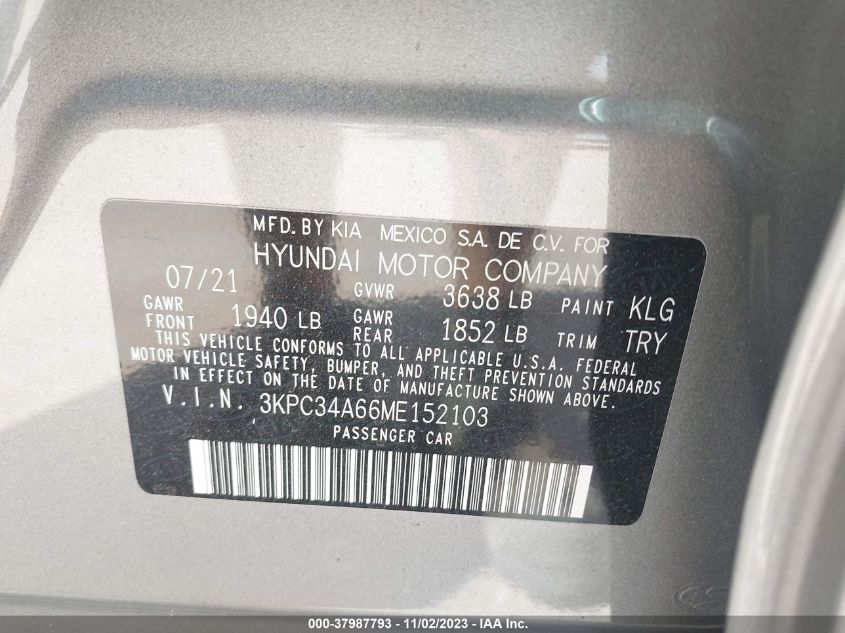 MFD. BY KIA MEXICO S.A. DE C.V. FOR
HYUNDAI MOTOR COMPANY
07/21 GVWR 3638 LB PAINT KLG
GAWR FRONT 1940 LB GAWR REAR 1852 LB TRIM TRY
THIS VEHICLE CONFORMS TO ALL APPLICABLE U.S.A. FEDERAL
MOTOR VEHICLE SAFETY, BUMPER, AND THEFT PREVENTION STANDARDS
IN EFFECT ON THE DATE OF MANUFACTURE SHOWN ABOVE.
V.I.N. 3KPC34A66ME152103
PASSENGER CAR
000-37987793 - 11/02/2023 - IAA Inc.